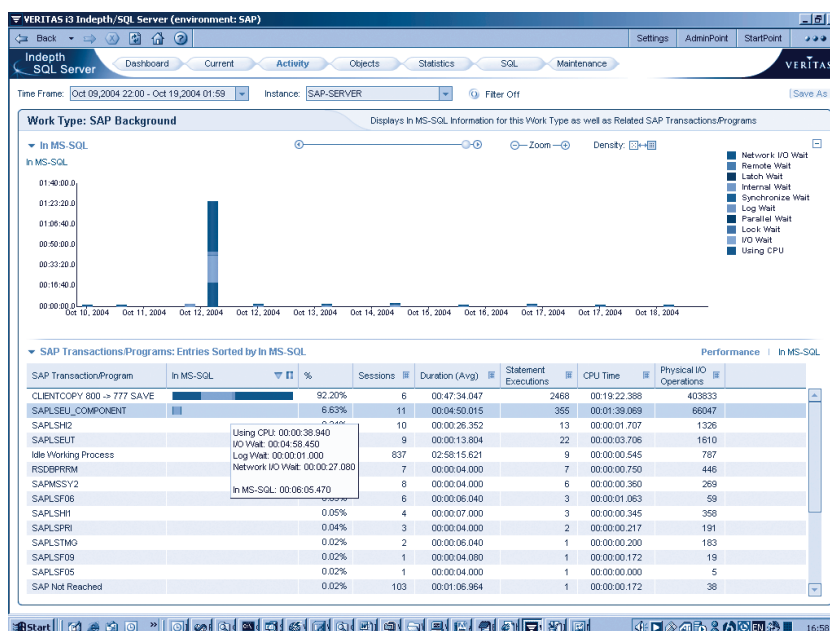 VERITAS i3 Indepth/SQL Server (environment: SAP)
Back
Settings AdminPoint StartPoint
Indepth
SQL Server
Dashboard Current Activity Objects Statistics SQL Maintenance
VERITAS
Time Frame: Oct 09,2004 22:00 - Oct 19,2004 01:59 Instance: SAP-SERVER Filter Off Save As
Work Type: SAP Background Displays In MS-SQL Information for this Work Type as well as Related SAP Transactions/Programs
In MS-SQL Zoom Density:
In MS-SQL
01:40:00.0
01:23:20.0
01:06:40.0
00:50:00.0
00:33:20.0
00:16:40.0
00:00:00.0
Oct 10, 2004 Oct 11, 2004 Oct 12, 2004 Oct 12, 2004 Oct 13, 2004 Oct 14, 2004 Oct 15, 2004 Oct 16, 2004 Oct 17, 2004 Oct 17, 2004 Oct 18, 2004
Network I/O Wait
Remote Wait
Latch Wait
Internal Wait
Synchronize Wait
Log Wait
Parallel Wait
Lock Wait
I/O Wait
Using CPU
SAP Transactions/Programs: Entries Sorted by In MS-SQL Performance | In MS-SQL
SAP Transaction/Program In MS-SQL % Sessions Duration (Avg) Statement Executions CPU Time Physical I/O Operations
CLIENTCOPY 800 -> 777 SAVE 92.20% 6 00:47:34.047 2468 00:19:22.388 403833
SAPLSEU_COMPONENT 6.63% 11 00:04:50.015 355 00:01:39.069 66047
SAPLSHI2 10 00:00:26.352 13 00:00:01.707 1326
SAPLSEUT 9 00:00:13.804 22 00:00:03.706 1610
Idle Working Process 837 02:58:15.621 9 00:00:00.545 787
RSDBPRRM 7 00:00:04.000 7 00:00:00.750 446
SAPMSSY2 8 00:00:04.000 6 00:00:00.360 269
SAPLSF06 6 00:00:06.040 3 00:00:01.063 59
SAPLSHI1 0.05% 4 00:00:07.000 3 00:00:00.345 358
SAPLSPRI 0.04% 3 00:00:04.000 2 00:00:00.217 191
SAPLSTMG 0.02% 2 00:00:06.040 1 00:00:00.200 183
SAPLSF09 0.02% 1 00:00:04.080 1 00:00:00.172 19
SAPLSF05 0.02% 1 00:00:04.000 1 00:00:00.000 5
SAP Not Reached 0.02% 103 00:01:06.964 1 00:00:00.172 38
Using CPU: 00:00:38.940
I/O Wait: 00:04:58.450
Log Wait: 00:00:01.000
Network I/O Wait: 00:00:27.080
In MS-SQL: 00:06:05.470
Start EN 16:58